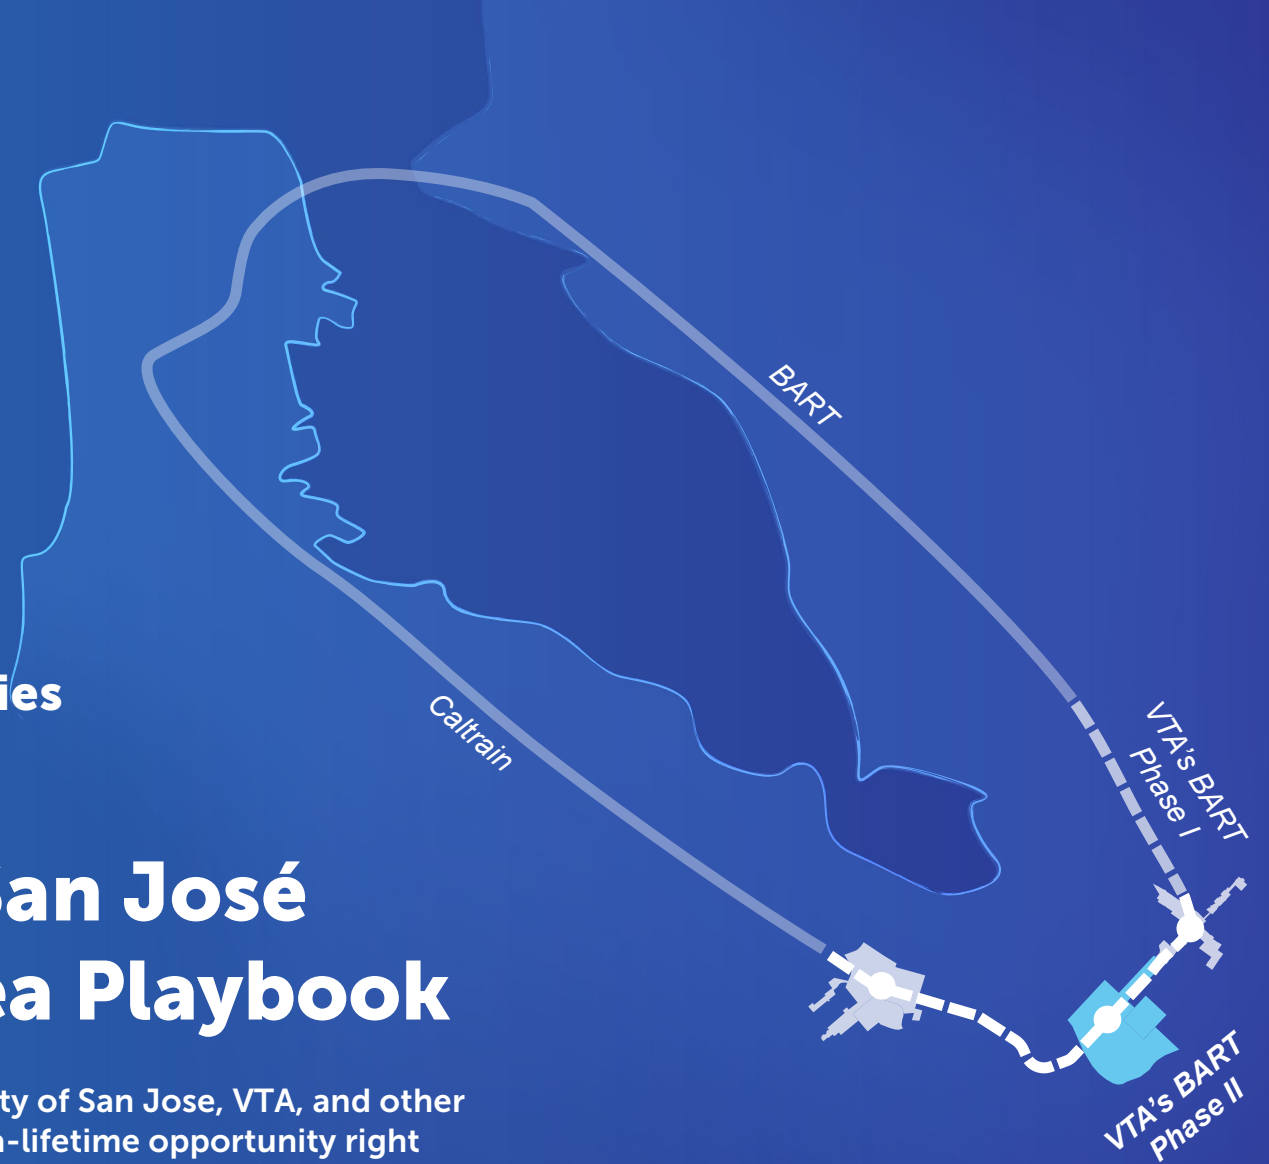 BART
Caltrain
VTA's BART
Phase I
ies
San José
ea Playbook
ty of San Jose, VTA, and other
-lifetime opportunity right
VTA's BART
Phase II